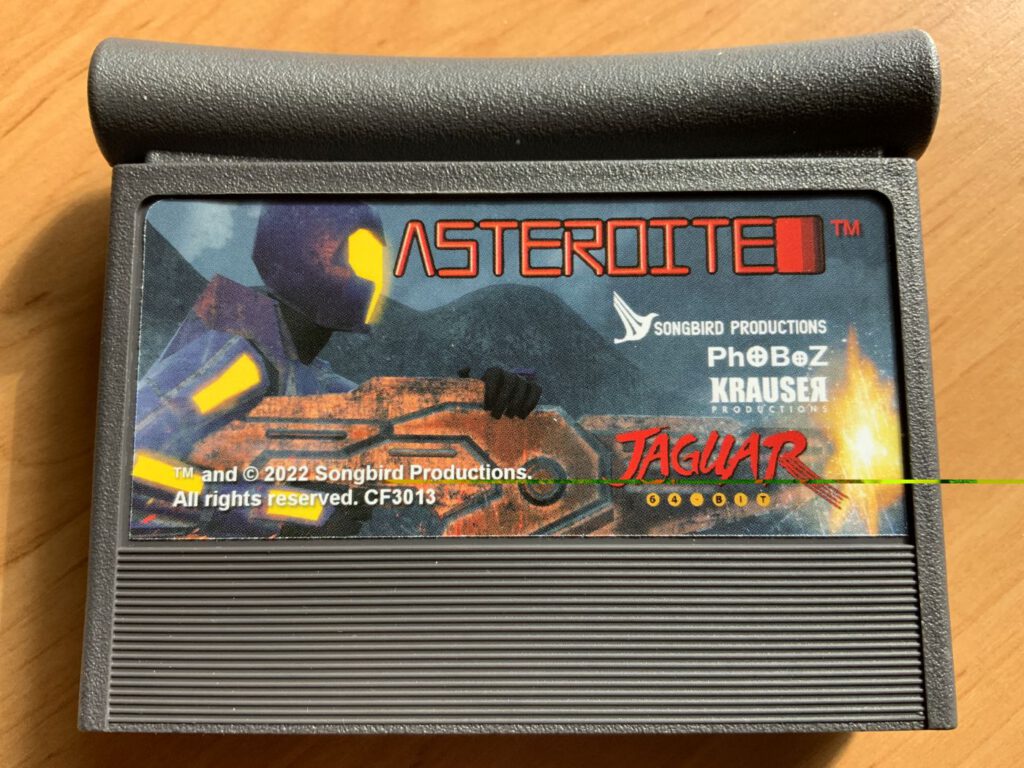 ASTEROITE™
SONGBIRD PRODUCTIONS
PhOBoZ
KRAUSER
PRODUCTIONS
JAGUAR
64-BIT
™ and © 2022 Songbird Productions.
All rights reserved. CF3013